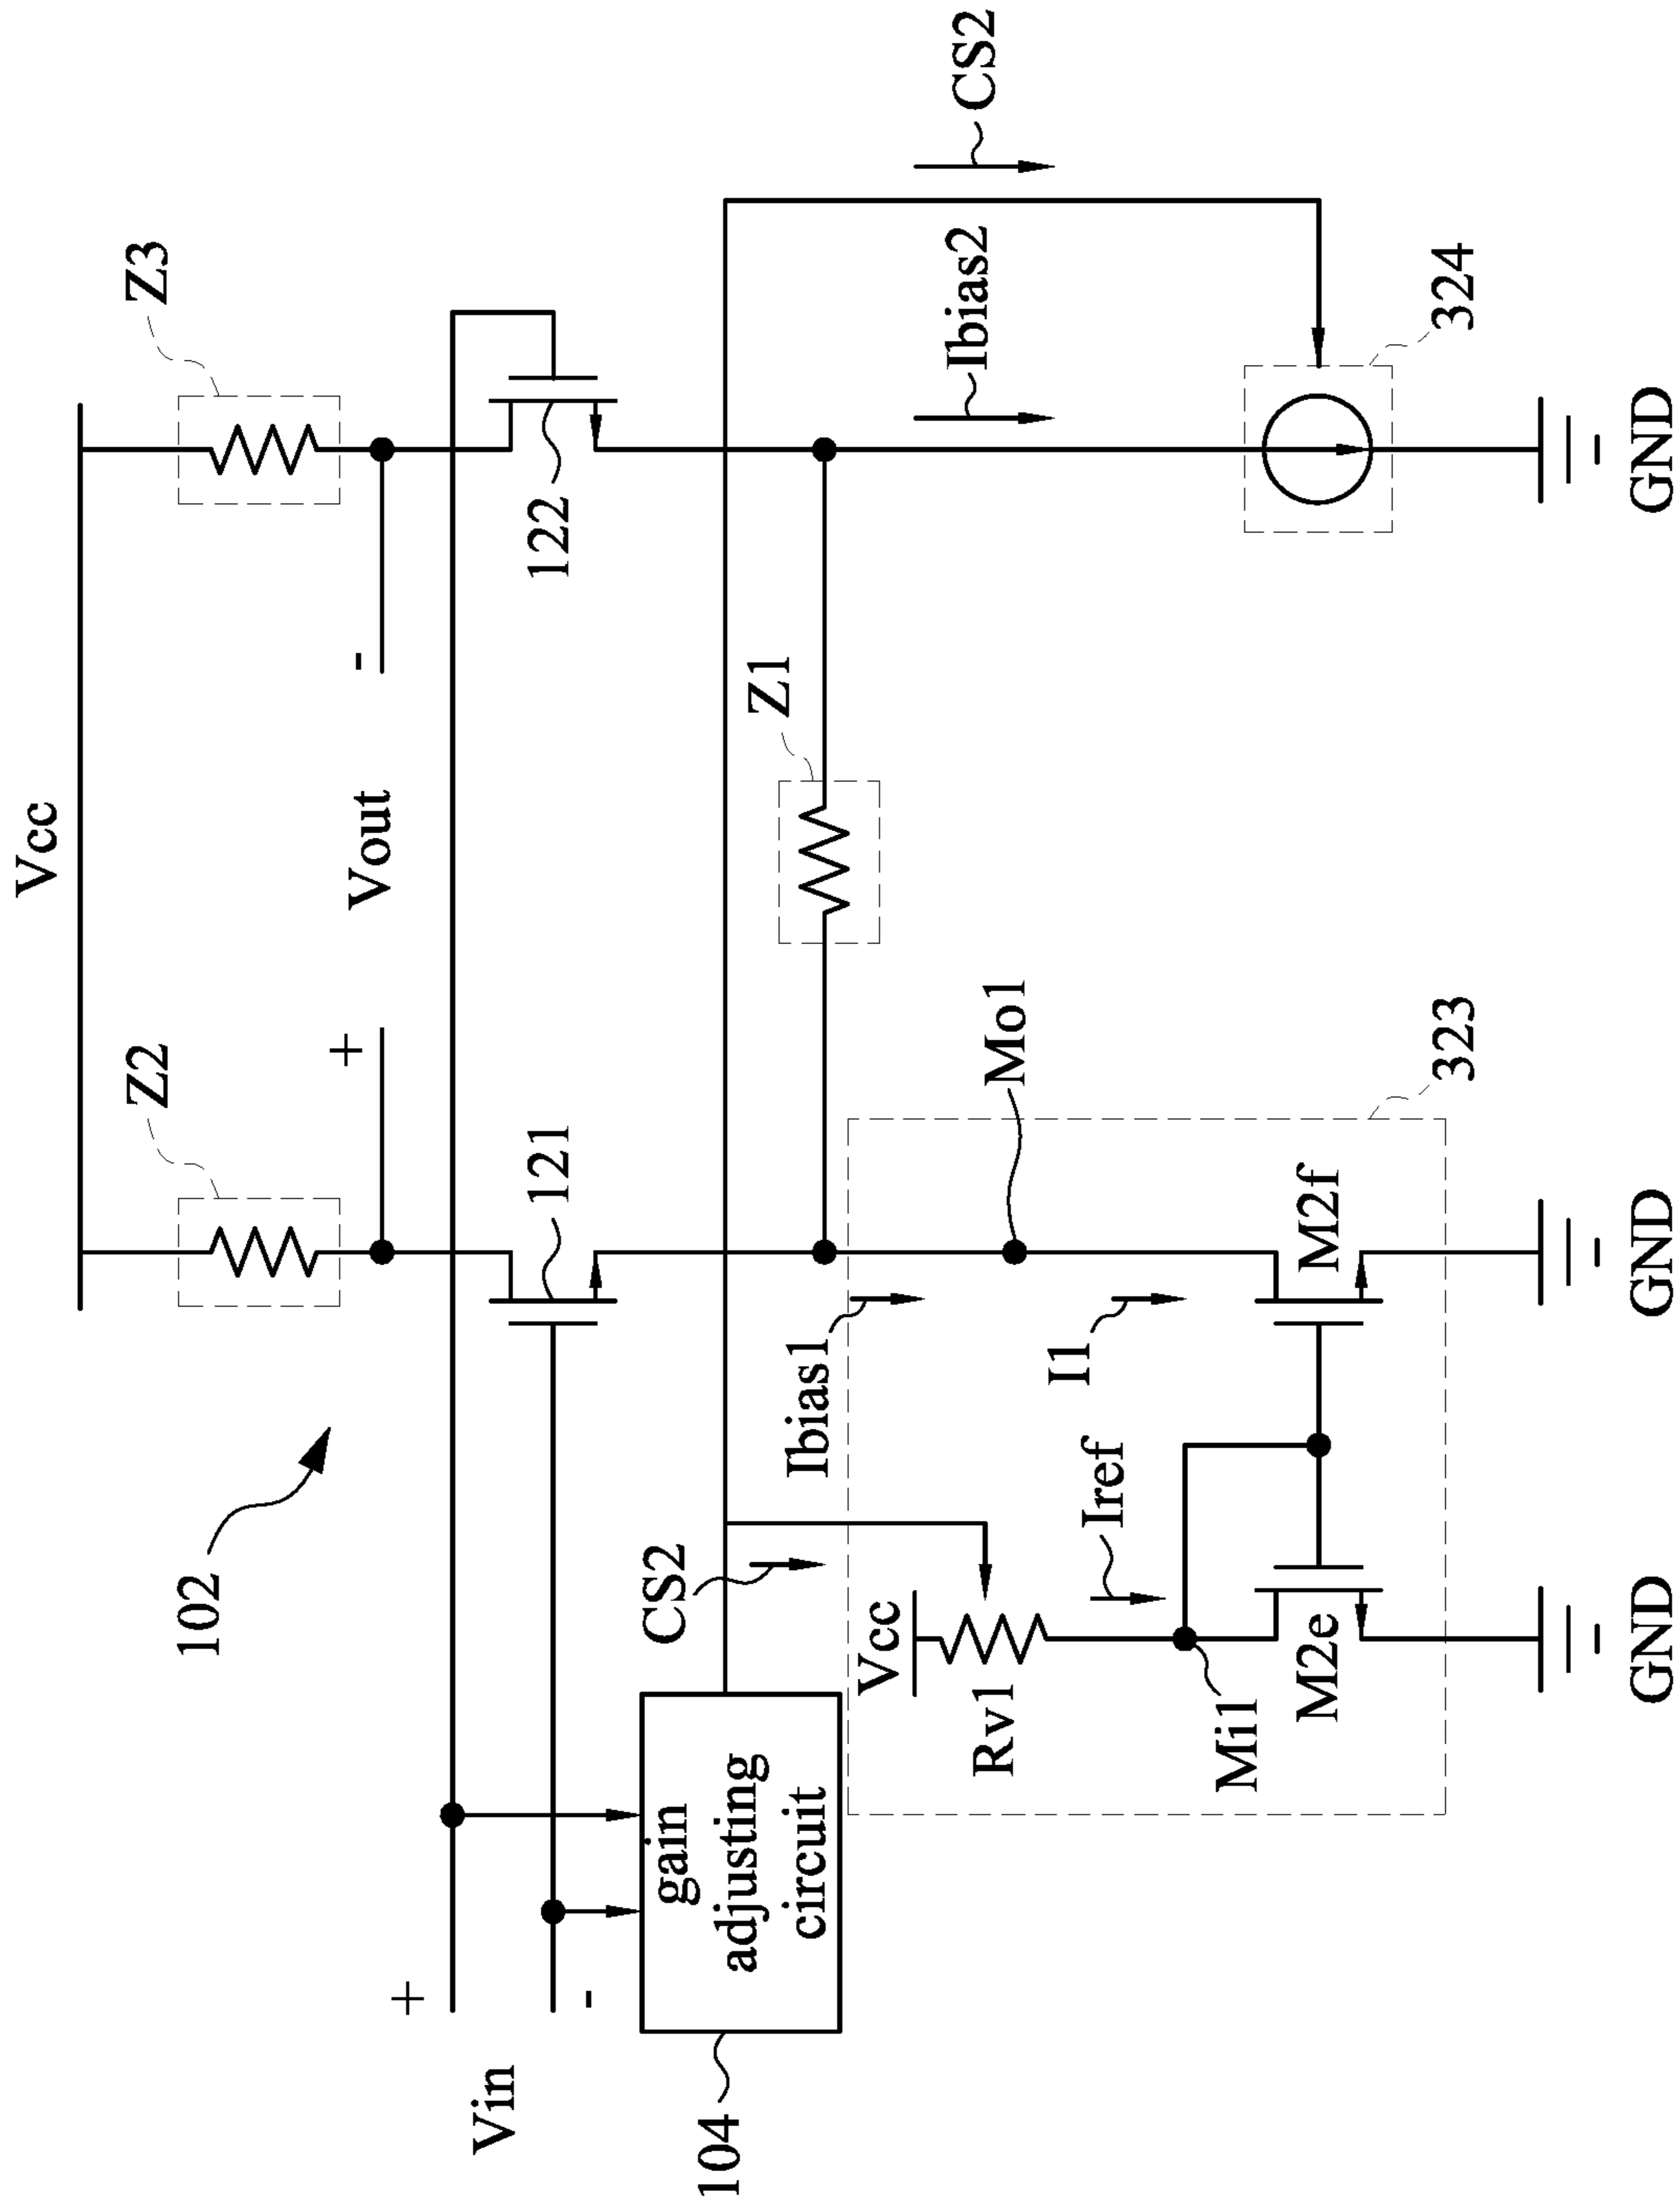 Vcc
Z2
Z3
+
Vout
-
102
121
122
+
Vin
-
104
gain
adjusting
circuit
CS2
Z1
Ibias1
Mo1
Ibias2
CS2
Vcc
Rv1
Iref
I1
Mi1
M2e
M2f
323
324
GND
GND
GND